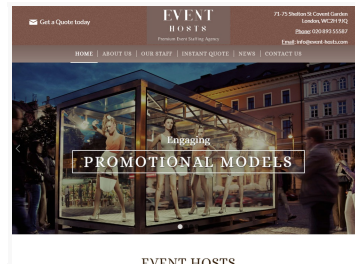 Get a Quote today
EVENT
HOSTS
Premium Event Staffing Agency
71-75 Shelton St Covent Garden
London, WC2H 9JQ
Phone: 020 893 55587
Email: info@event-hosts.com
HOME | ABOUT US | OUR STAFF | INSTANT QUOTE | NEWS | CONTACT US
Engaging
PROMOTIONAL MODELS
EVENT HOSTS